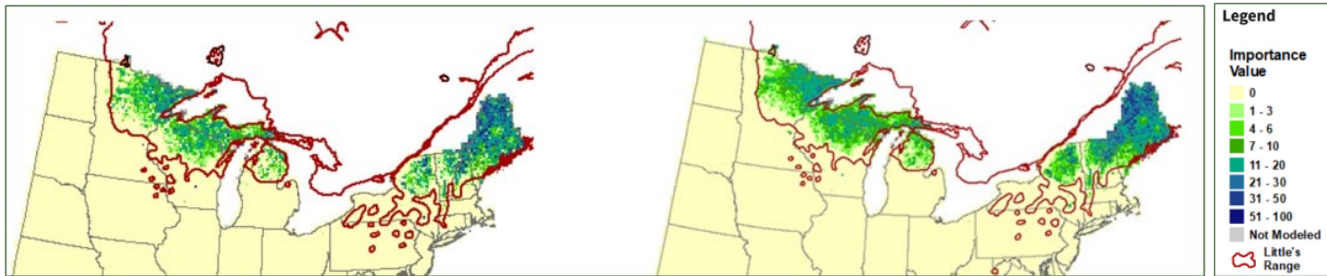 Legend
Importance
Value
0
1 - 3
4 - 6
7 - 10
11 - 20
21 - 30
31 - 50
51 - 100
Not Modeled
Little's
Range